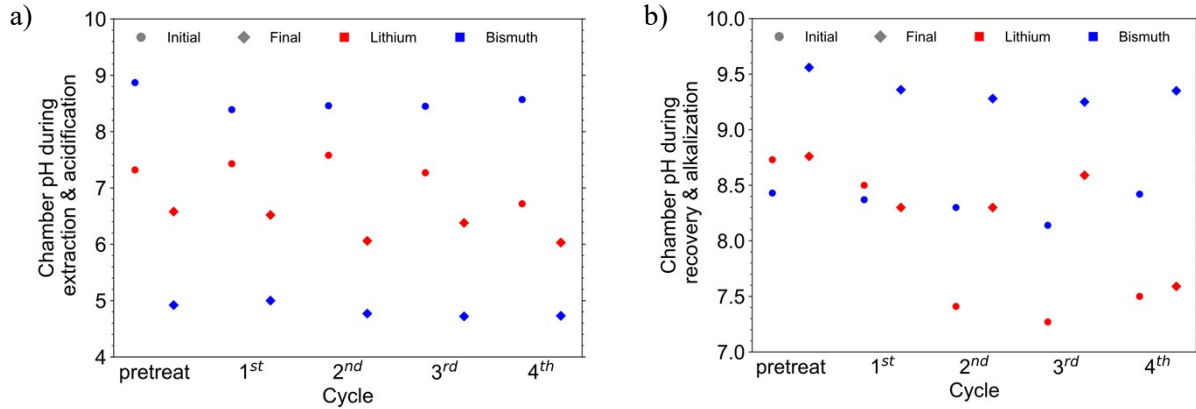 a)
Chamber pH during
extraction & acidification
10
9
8
7
6
5
4
Initial Final Lithium Bismuth
pretreat 1st 2nd 3rd 4th
Cycle
b)
Chamber pH during
recovery & alkalization
10.0
9.5
9.0
8.5
8.0
7.5
7.0
Initial Final Lithium Bismuth
pretreat 1st 2nd 3rd 4th
Cycle